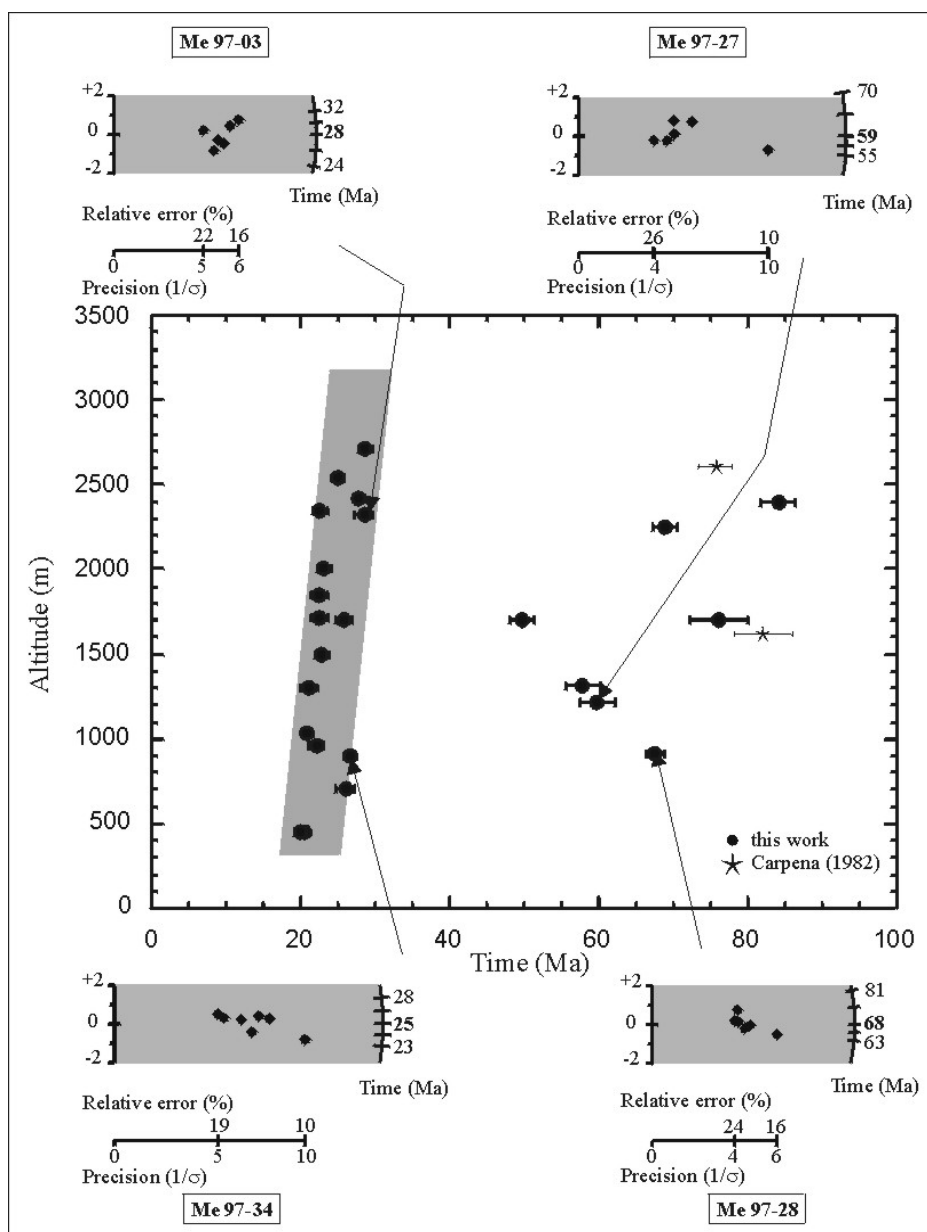 Me 97-03
Me 97-27
+2
0
-2
32
28
24
Time (Ma)
Relative error (%)
22 16
0 5 6
Precision (1/σ)
+2
0
-2
70
59
55
Time (Ma)
Relative error (%)
26 10
0 4 10
Precision (1/σ)
3500
3000
2500
2000
1500
1000
500
0
Altitude (m)
this work
Carpena (1982)
0 20 40 60 80 100
Time (Ma)
+2
0
-2
28
25
23
Time (Ma)
Relative error (%)
19 10
0 5 10
Precision (1/σ)
Me 97-34
+2
0
-2
81
68
63
Time (Ma)
Relative error (%)
24 16
0 4 6
Precision (1/σ)
Me 97-28